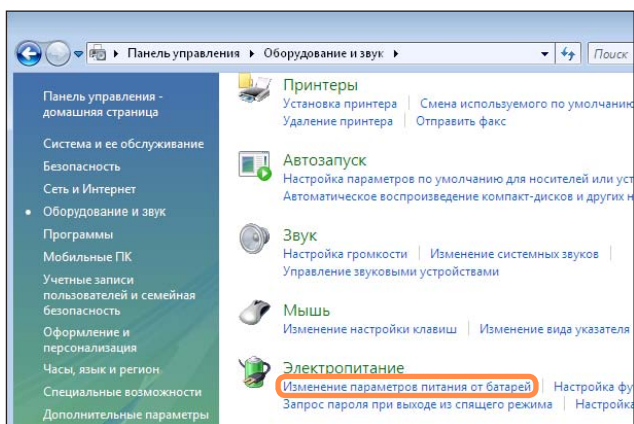 Панель управления ▸ Оборудование и звук ▸
Поиск
Панель управления -
домашняя страница
Система и ее обслуживание
Безопасность
Сеть и Интернет
• Оборудование и звук
Программы
Мобильные ПК
Учетные записи
пользователей и семейная
безопасность
Оформление и
персонализация
Часы, язык и регион
Специальные возможности
Дополнительные параметры
Принтеры
Установка принтера | Смена используемого по умолчанию
Удаление принтера | Отправить факс
Автозапуск
Настройка параметров по умолчанию для носителей или уст
Автоматическое воспроизведение компакт-дисков и других н
Звук
Настройка громкости | Изменение системных звуков |
Управление звуковыми устройствами
Мышь
Изменение настройки клавиш | Изменение вида указателя
Электропитание
Изменение параметров питания от батарей | Настройка фу
Запрос пароля при выходе из спящего режима | Настройка